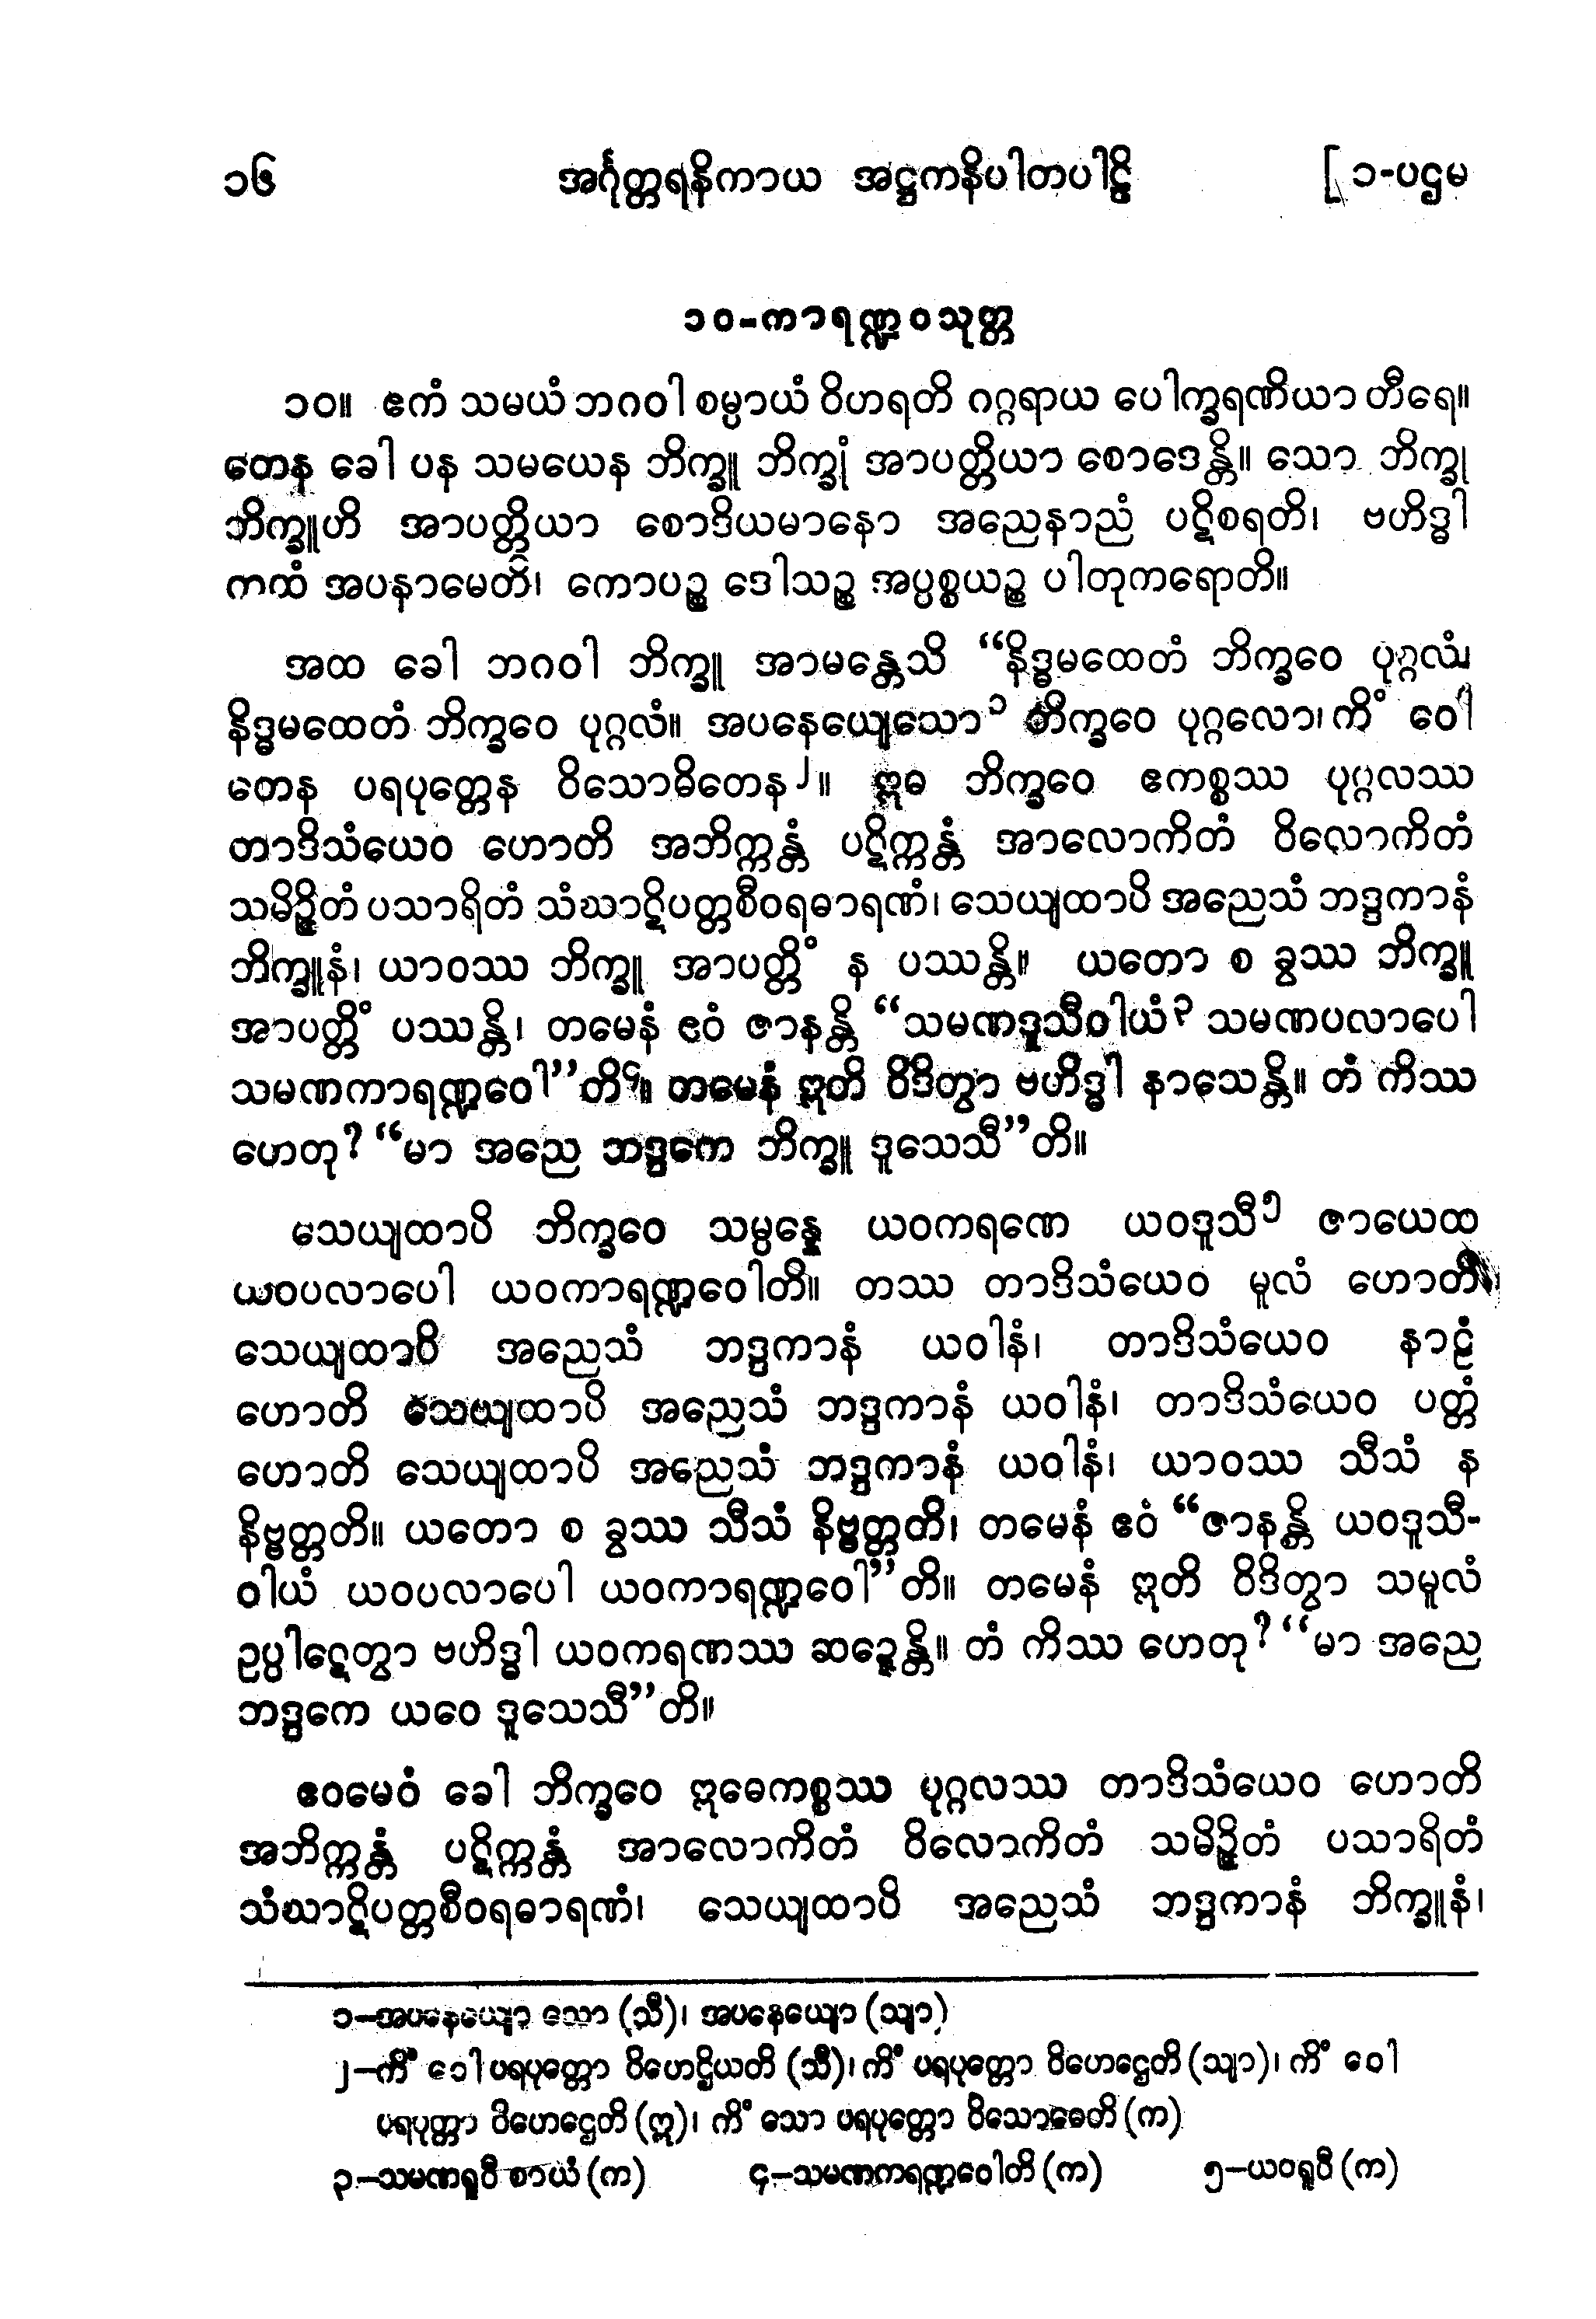 ၁၆ အင်္ဂုတ္တရနိကာယ အဋ္ဌကနိပါတပါဠိ [ ၁-ပဌမ
၁၀-ကာရဏ္ဍဝသုတ္တ
၁၀။ ဧကံ သမယံ ဘဂဝါ စမ္ပာယံ ဝိဟရတိ ဂဂ္ဂရာယ ပေါက္ခရဏိယာ တီရေ။
တေန ခေါ ပန သမယေန ဘိက္ခူ ဘိက္ခုံ အာပတ္တိယာ စောဒေန္တိ။ သော ဘိက္ခု
ဘိက္ခူဟိ အာပတ္တိယာ စောဒိယမာနော အညေနာညံ ပဋိစရတိ၊ ဗဟိဒ္ဓါ
ကထံ အပနာမေတိ၊ ကောပဉ္စ ဒေါသဉ္စ အပ္ပစ္စယဉ္စ ပါတုကရောတိ။
အထ ခေါ ဘဂဝါ ဘိက္ခူ အာမန္တေသိ “နိဒ္ဓမထေတံ ဘိက္ခဝေ ပုဂ္ဂလံ၊
နိဒ္ဓမထေတံ ဘိက္ခဝေ ပုဂ္ဂလံ။ အပနေယျေသော၁ ဘိက္ခဝေ ပုဂ္ဂလော၊ ကိံ ဝေါ
တေန ပရပုတ္တေန ဝိသောဓိတေန၂။ ဣဓ ဘိက္ခဝေ ဧကစ္စဿ ပုဂ္ဂလဿ
တာဒိသံယေဝ ဟောတိ အဘိက္ကန္တံ ပဋိက္ကန္တံ အာလောကိတံ ဝိလောကိတံ
သမိဉ္ဇိတံ ပသာရိတံ သံဃာဋိပတ္တစီဝရဓာရဏံ၊ သေယျထာပိ အညေသံ ဘဒ္ဒကာနံ
ဘိက္ခူနံ၊ ယာဝဿ ဘိက္ခူ အာပတ္တိံ န ပဿန္တိ။ ယတော စ ခွဿ ဘိက္ခူ
အာပတ္တိံ ပဿန္တိ၊ တမေနံ ဧဝံ ဇာနန္တိ “သမဏဒူသီဝါယံ၃ သမဏပလာပေါ
သမဏကာရဏ္ဍဝေါ”တိ၄။ တမေနံ ဣတိ ဝိဒိတွာ ဗဟိဒ္ဓါ နာသေန္တိ။ တံ ကိဿ
ဟေတု? “မာ အညေ ဘဒ္ဒကေ ဘိက္ခူ ဒူသေသီ”တိ။
သေယျထာပိ ဘိက္ခဝေ သမ္ပန္နေ ယဝကရဏေ ယဝဒူသီ၅ ဇာယေထ
ယဝပလာပေါ ယဝကာရဏ္ဍဝေါတိ။ တဿ တာဒိသံယေဝ မူလံ ဟောတိ၊
သေယျထာပိ အညေသံ ဘဒ္ဒကာနံ ယဝါနံ၊ တာဒိသံယေဝ နာဠံ
ဟောတိ သေယျထာပိ အညေသံ ဘဒ္ဒကာနံ ယဝါနံ၊ တာဒိသံယေဝ ပတ္တံ
ဟောတိ သေယျထာပိ အညေသံ ဘဒ္ဒကာနံ ယဝါနံ၊ ယာဝဿ သီသံ န
နိဗ္ဗတ္တတိ။ ယတော စ ခွဿ သီသံ နိဗ္ဗတ္တတိ၊ တမေနံ ဧဝံ “ဇာနန္တိ ယဝဒူသီ-
ဝါယံ ယဝပလာပေါ ယဝကာရဏ္ဍဝေါ”တိ။ တမေနံ ဣတိ ဝိဒိတွာ သမူလံ
ဥပ္ပါဋေတွာ ဗဟိဒ္ဓါ ယဝကရဏဿ ဆဍ္ဍေန္တိ။ တံ ကိဿ ဟေတု? “မာ အညေ
ဘဒ္ဒကေ ယဝေ ဒူသေသီ”တိ။
ဧဝမေဝံ ခေါ ဘိက္ခဝေ ဣဓေကစ္စဿ ပုဂ္ဂလဿ တာဒိသံယေဝ ဟောတိ
အဘိက္ကန္တံ ပဋိက္ကန္တံ အာလောကိတံ ဝိလောကိတံ သမိဉ္ဇိတံ ပသာရိတံ
သံဃာဋိပတ္တစီဝရဓာရဏံ၊ သေယျထာပိ အညေသံ ဘဒ္ဒကာနံ ဘိက္ခူနံ၊
၁–အပနေယျော သော (သီ)၊ အပနေယျော (သျာ)
၂–ကိံ ဝေါ ပရပုတ္တော ဝိဟေဌိယတိ (သီ)၊ ကိံ ပရပုတ္တော ဝိဟေဌေတိ (သျာ)၊ ကိံ ဝေါ
ပရပုတ္တာ ဝိဟေဌေတိ (ဣ)၊ ကိံ သော ပရပုတ္တော ဝိသောဓေတိ (က)
၃–သမဏရူပီ စာယံ (က) ၄–သမဏကရဏ္ဍဝေါတိ (က) ၅–ယဝရူပီ (က)